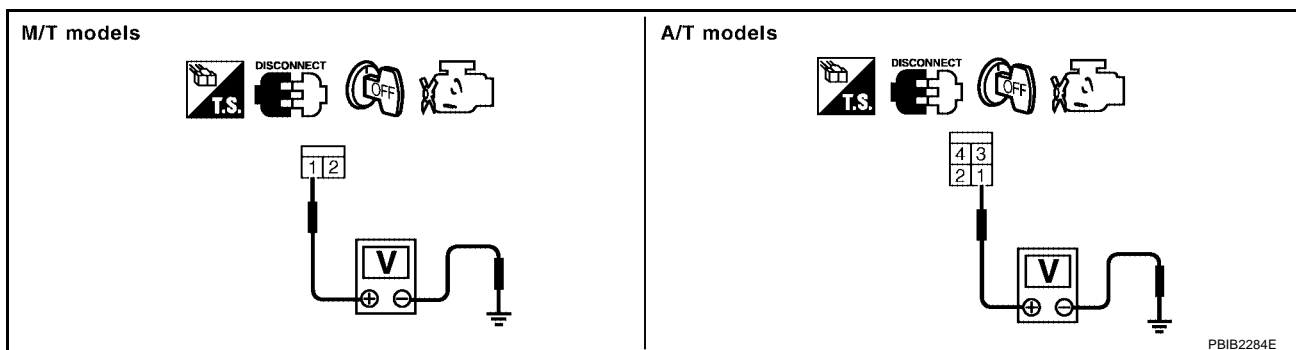 M/T models
DISCONNECT
T.S.
OFF
1 2
V
+ −
A/T models
DISCONNECT
T.S.
OFF
4 3
2 1
V
+ −
PBIB2284E